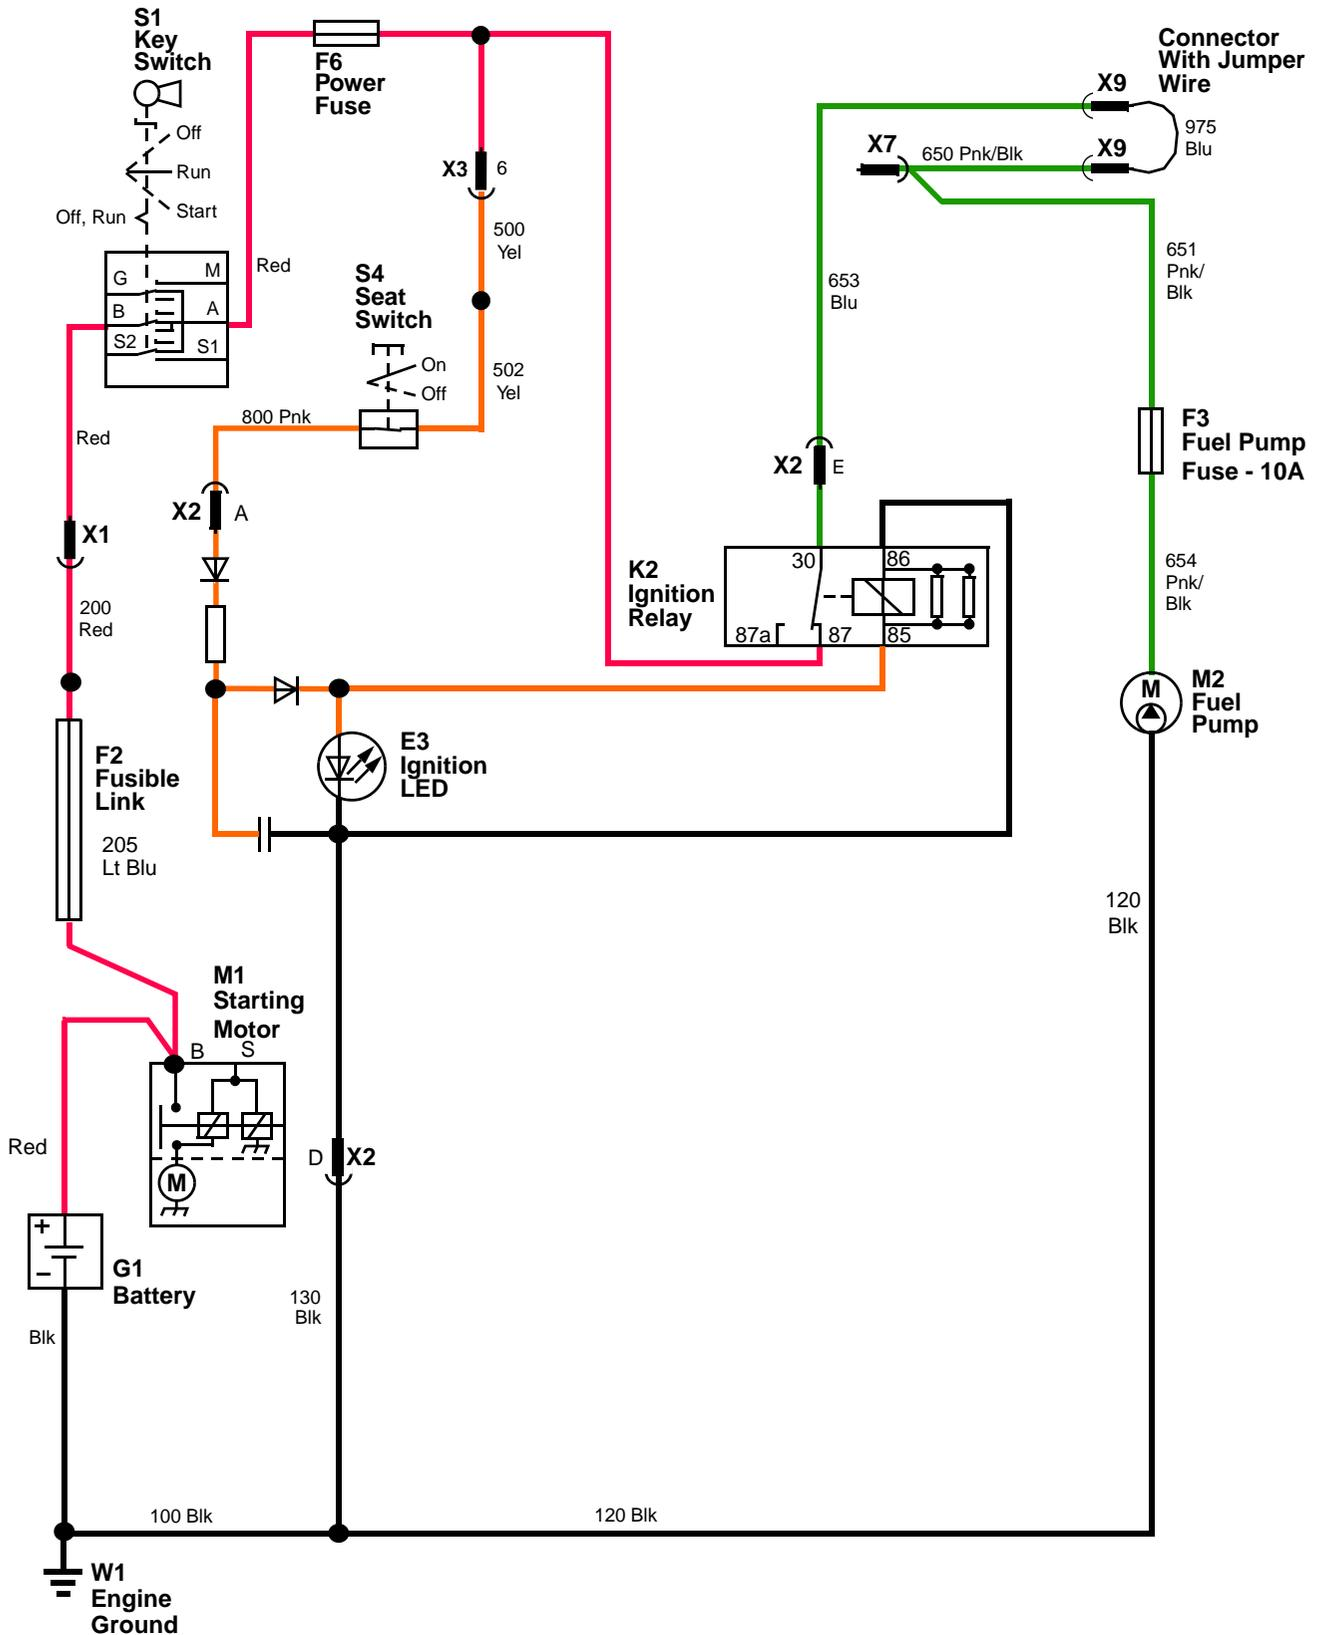 S1
Key
Switch
Off
Run
Off, Run
Start
G
M
B
A
S2
S1
Red
F6
Power
Fuse
X3
6
500
Yel
S4
Seat
Switch
On
Off
502
Yel
800 Pnk
Red
X1
X2
A
200
Red
F2
Fusible
Link
205
Lt Blu
E3
Ignition
LED
Connector
With Jumper
Wire
X9
975
Blu
X7
650 Pnk/Blk
X9
651
Pnk/
Blk
653
Blu
F3
Fuel Pump
Fuse - 10A
X2
E
K2
Ignition
Relay
30
86
87a
87
85
654
Pnk/
Blk
M
M2
Fuel
Pump
120
Blk
M1
Starting
Motor
B
S
M
Red
+
−
G1
Battery
D
X2
130
Blk
Blk
100 Blk
120 Blk
W1
Engine
Ground